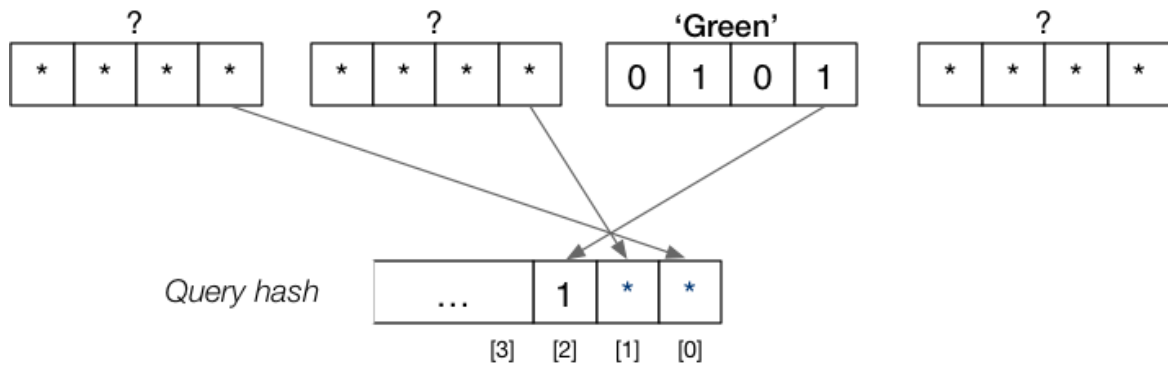 ? ? 'Green' ?
* * * * * * * * 0 1 0 1 * * * *
Query hash ... 1 * *
[3] [2] [1] [0]